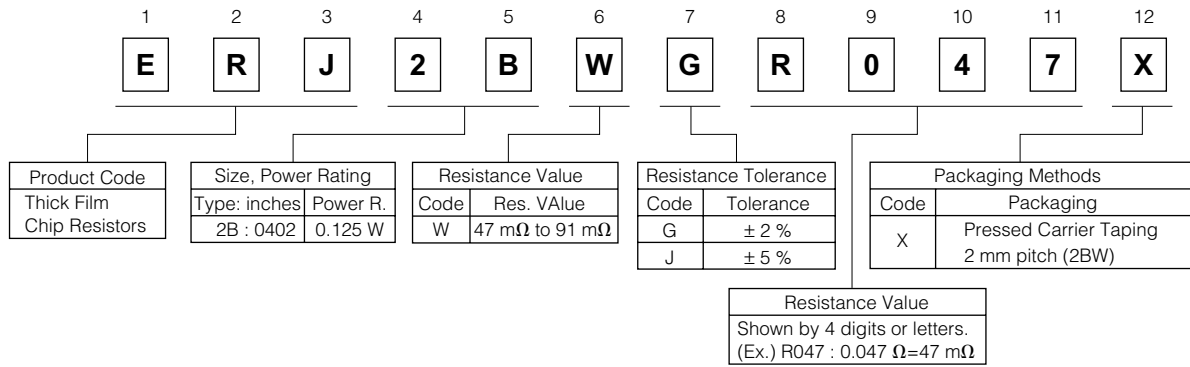 1 2 3 4 5 6 7 8 9 10 11 12
E R J 2 B W G R 0 4 7 X
Product Code
Thick Film
Chip Resistors
Size, Power Rating
Type: inches Power R.
2B : 0402 0.125 W
Resistance Value
Code Res. VAlue
W 47 mΩ to 91 mΩ
Resistance Tolerance
Code Tolerance
G ± 2 %
J ± 5 %
Packaging Methods
Code Packaging
X Pressed Carrier Taping
2 mm pitch (2BW)
Resistance Value
Shown by 4 digits or letters.
(Ex.) R047 : 0.047 Ω=47 mΩ